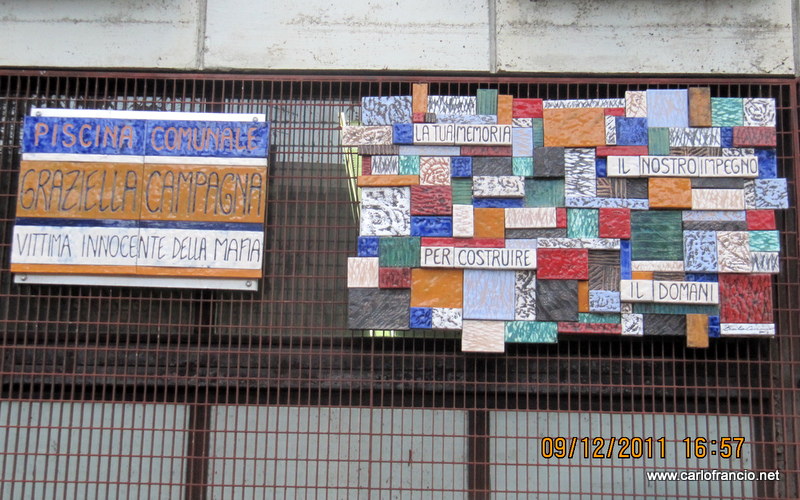 PISCINA COMUNALE
GRAZIELLA CAMPAGNA
VITTIMA INNOCENTE DELLA MAFIA
LA TUA MEMORIA
IL NOSTRO IMPEGNO
PER COSTRUIRE
IL DOMANI
09/12/2011 16:57
www.carlofrancio.net